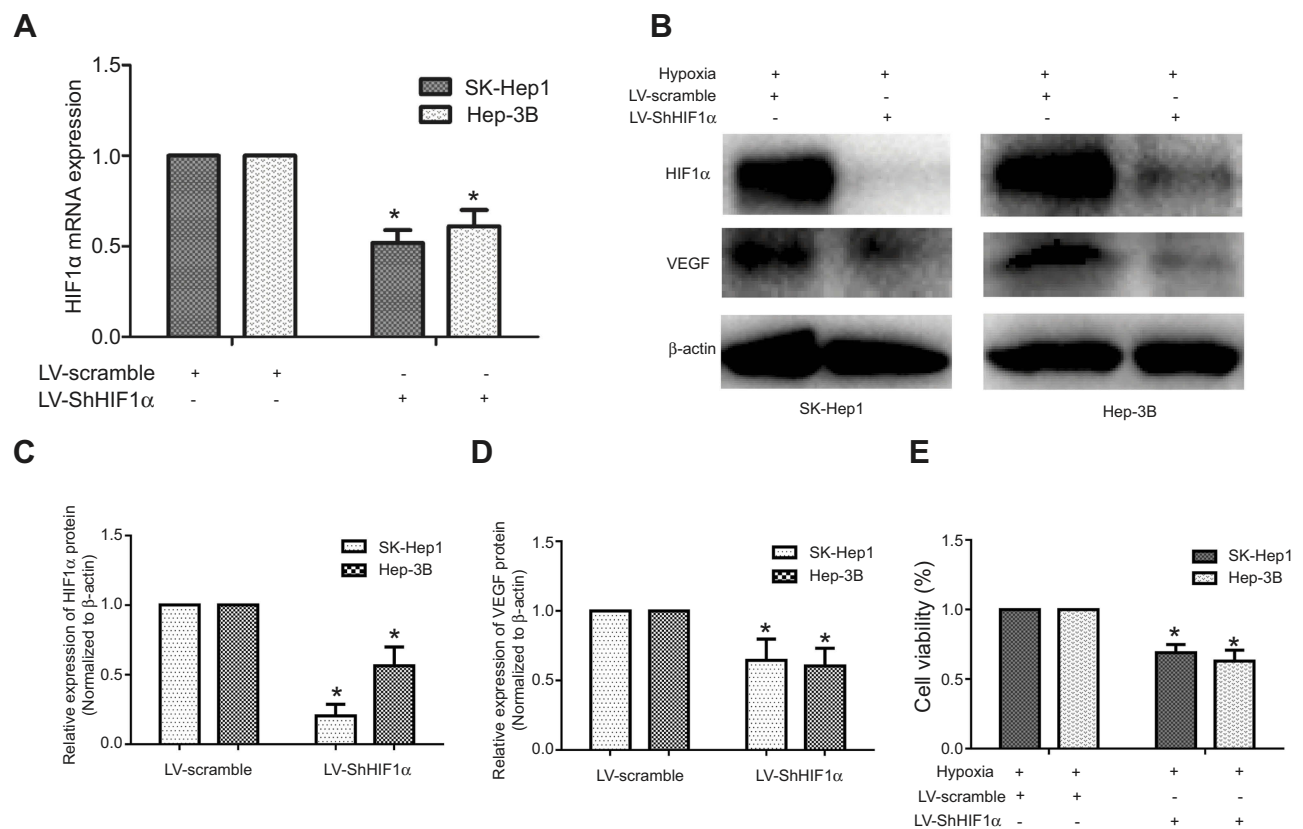 A
HIF1α mRNA expression
1.5
1.0
0.5
0.0
SK-Hep1
Hep-3B
* *
LV-scramble + + - -
LV-ShHIF1α - - + +
B
Hypoxia + + + +
LV-scramble + - + -
LV-ShHIF1α - + - +
HIF1α
VEGF
β-actin
SK-Hep1 Hep-3B
C
Relative expression of HIF1α protein
(Normalized to β-actin)
1.5
1.0
0.5
0.0
SK-Hep1
Hep-3B
* *
LV-scramble LV-ShHIF1α
D
Relative expression of VEGF protein
(Normalized to β-actin)
1.5
1.0
0.5
0.0
SK-Hep1
Hep-3B
* *
LV-scramble LV-ShHIF1α
E
Cell viability (%)
1.5
1.0
0.5
0.0
SK-Hep1
Hep-3B
* *
Hypoxia + + + +
LV-scramble + + - -
LV-ShHIF1α - - + +